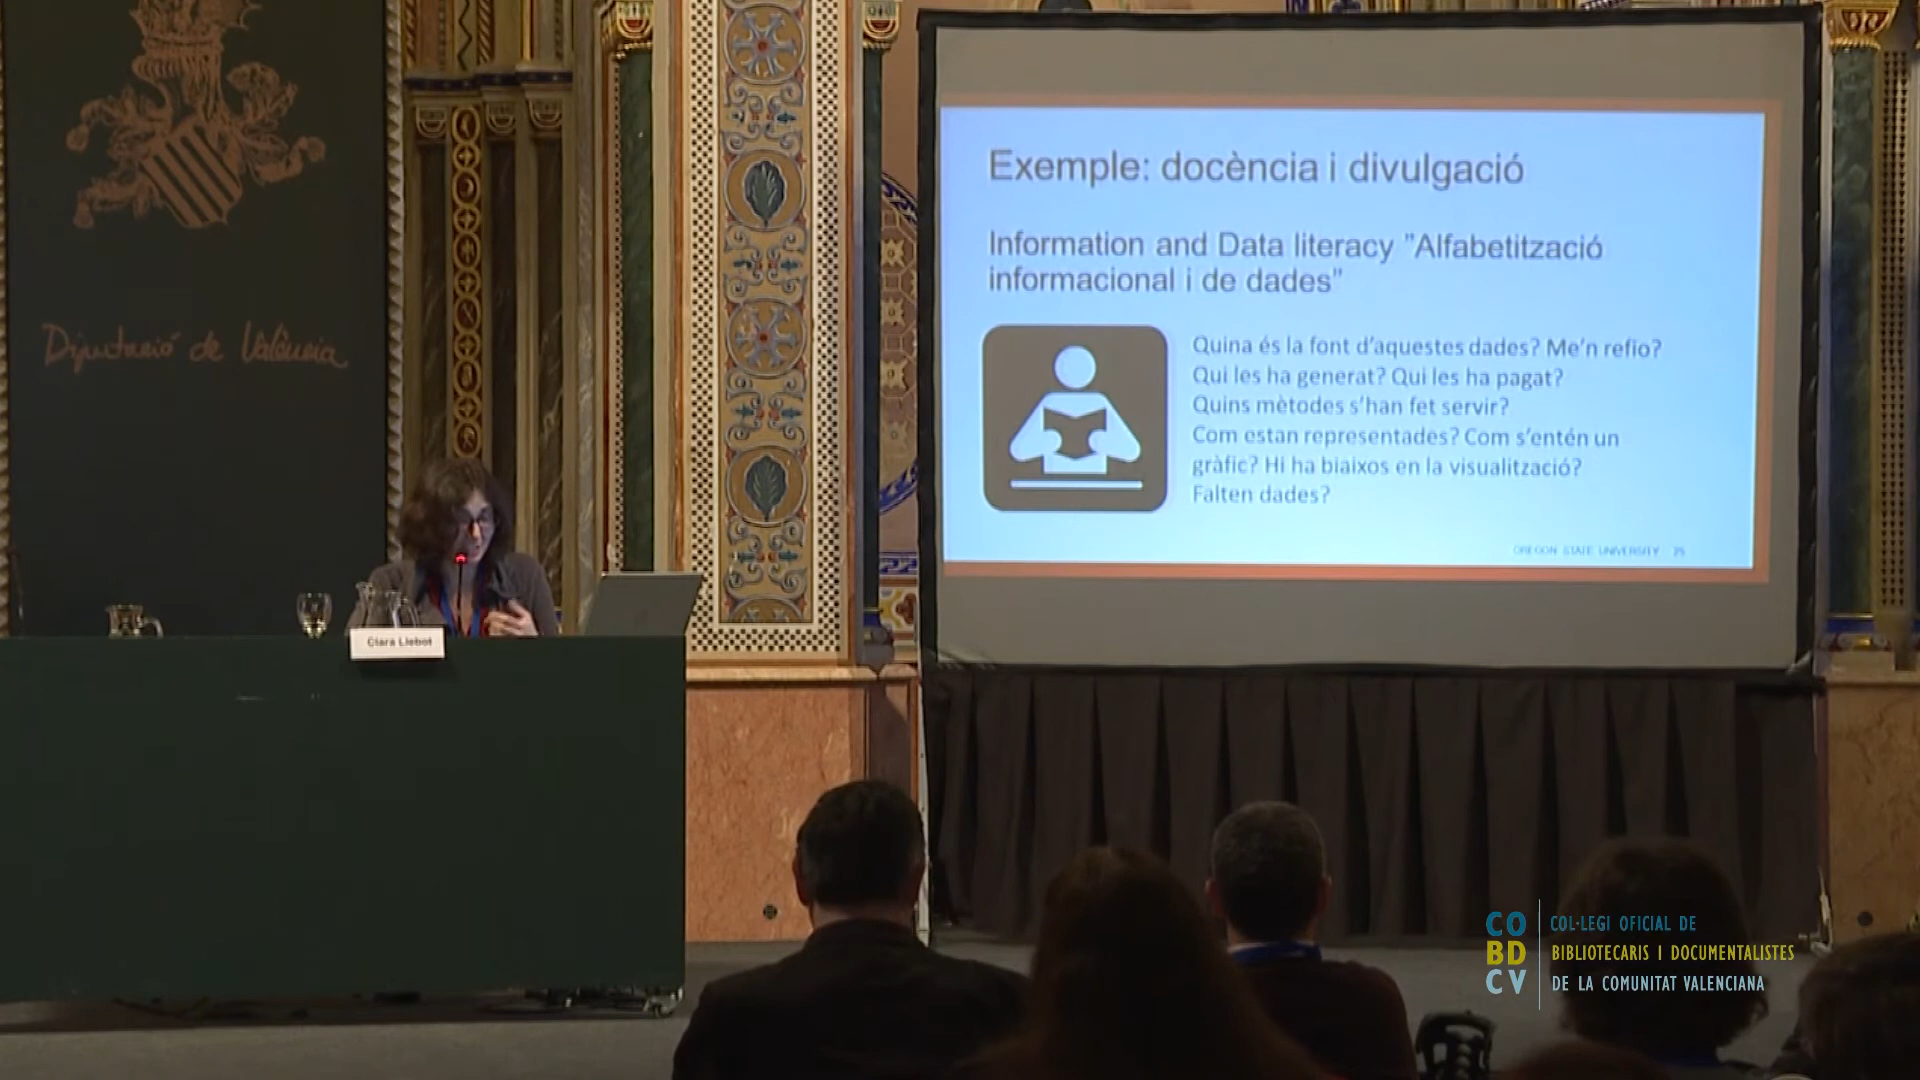 Diputació de València
Clara Llebot
Exemple: docència i divulgació
Information and Data literacy "Alfabetització
informacional i de dades"
Quina és la font d'aquestes dades? Me'n refio?
Qui les ha generat? Qui les ha pagat?
Quins mètodes s'han fet servir?
Com estan representades? Com s'entén un
gràfic? Hi ha biaixos en la visualització?
Falten dades?
OREGON STATE UNIVERSITY 25
CO
BD
CV
COL·LEGI OFICIAL DE
BIBLIOTECARIS I DOCUMENTALISTES
DE LA COMUNITAT VALENCIANA